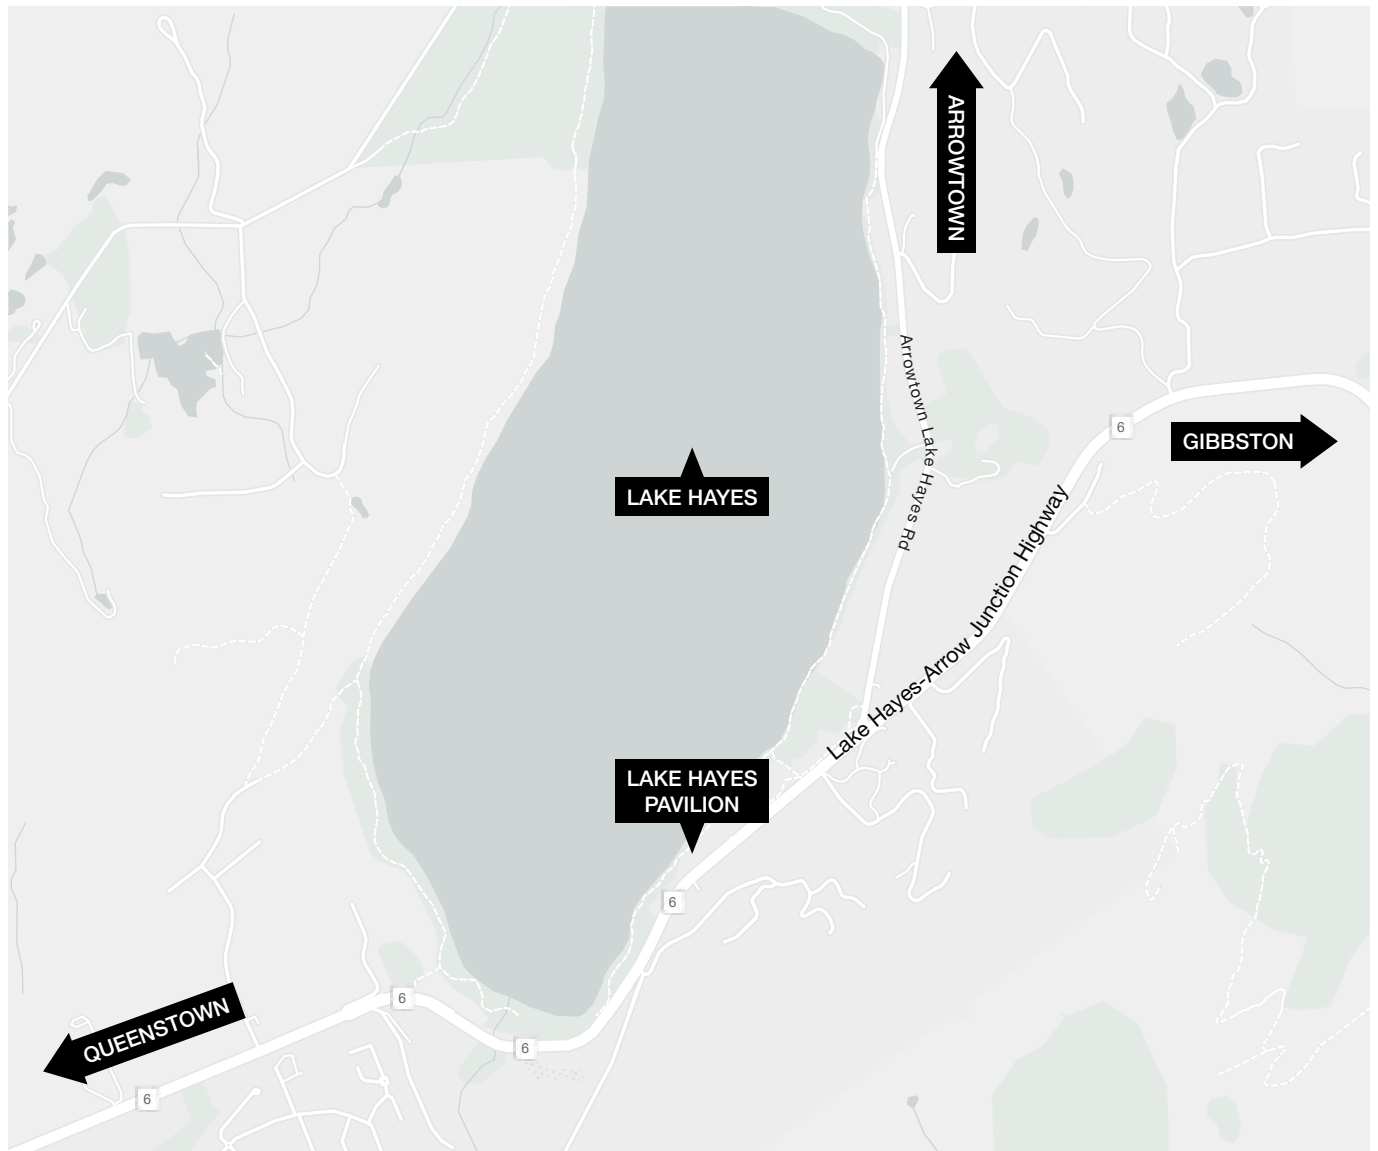 ARROWTOWN
Arrowtown Lake Hayes Rd
6
GIBBSTON
LAKE HAYES
Lake Hayes-Arrow Junction Highway
LAKE HAYES
PAVILION
6
6
QUEENSTOWN
6
6